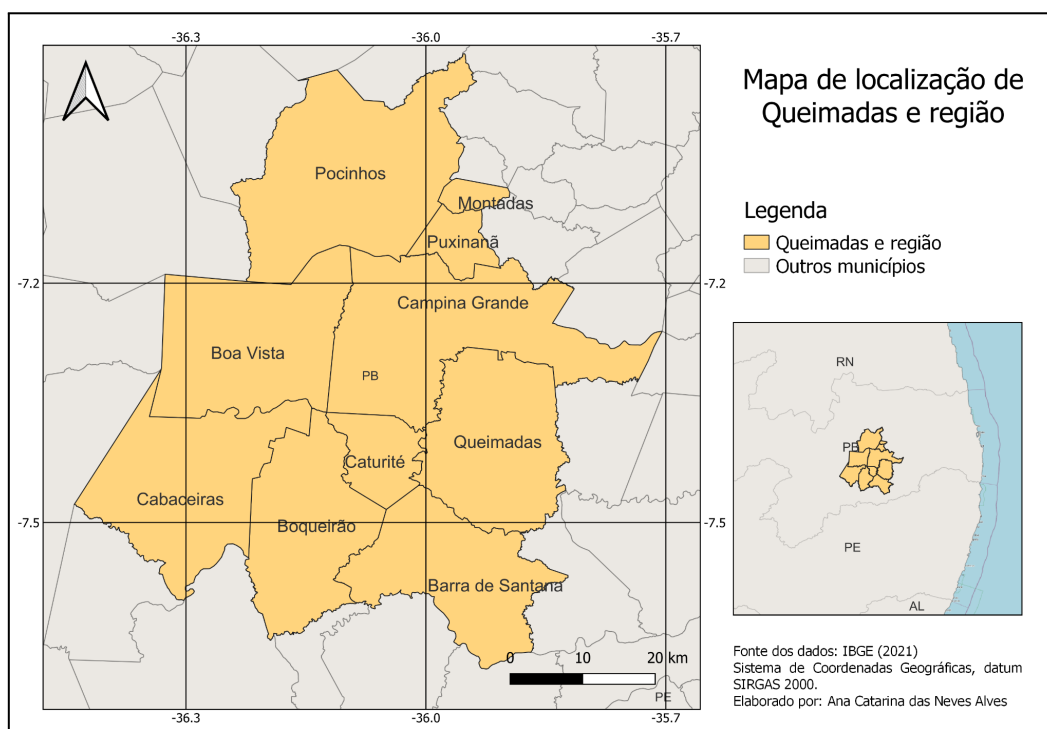 Mapa de localização de
Queimadas e região
-36.3
-36.0
-35.7
Pocinhos
Montadas
Puxinanã
-7.2
-7.2
Campina Grande
Boa Vista
PB
Queimadas
Caturité
Cabaceiras
-7.5
-7.5
Boqueirão
Barra de Santana
0
10
20 km
PE
-36.3
-36.0
-35.7
Legenda
Queimadas e região
Outros municípios
RN
PB
PE
AL
Fonte dos dados: IBGE (2021)
Sistema de Coordenadas Geográficas, datum
SIRGAS 2000.
Elaborado por: Ana Catarina das Neves Alves